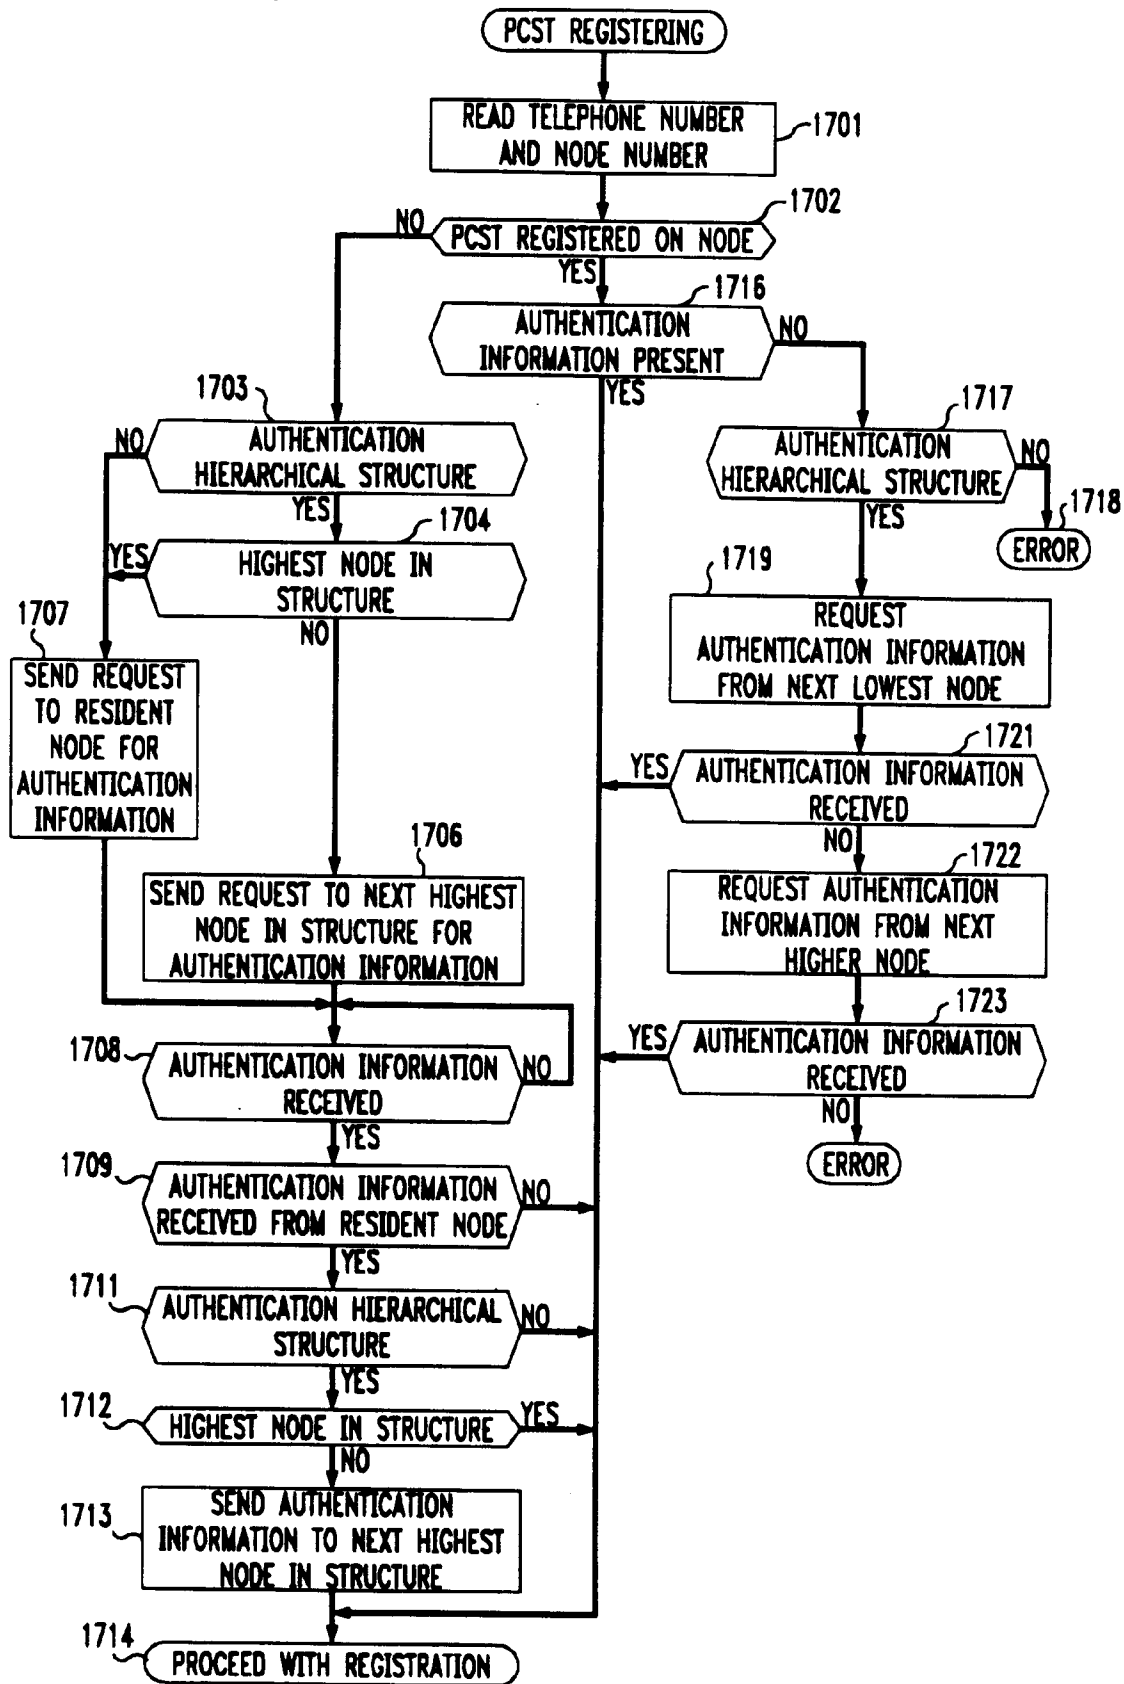 PCST REGISTERING
READ TELEPHONE NUMBER
AND NODE NUMBER
1701
1702
NO
PCST REGISTERED ON NODE
YES
1716
AUTHENTICATION
INFORMATION PRESENT
NO
YES
1703
AUTHENTICATION
HIERARCHICAL STRUCTURE
NO
YES
1704
HIGHEST NODE IN
STRUCTURE
YES
NO
1707
SEND REQUEST
TO RESIDENT
NODE FOR
AUTHENTICATION
INFORMATION
1706
SEND REQUEST TO NEXT HIGHEST
NODE IN STRUCTURE FOR
AUTHENTICATION INFORMATION
1717
AUTHENTICATION
HIERARCHICAL STRUCTURE
NO
YES
1718
ERROR
1719
REQUEST
AUTHENTICATION INFORMATION
FROM NEXT LOWEST NODE
1721
YES
AUTHENTICATION INFORMATION
RECEIVED
NO
1722
REQUEST AUTHENTICATION
INFORMATION FROM NEXT
HIGHER NODE
1723
YES
AUTHENTICATION INFORMATION
RECEIVED
NO
ERROR
1708
AUTHENTICATION INFORMATION
RECEIVED
NO
YES
1709
AUTHENTICATION INFORMATION
RECEIVED FROM RESIDENT NODE
NO
YES
1711
AUTHENTICATION HIERARCHICAL
STRUCTURE
NO
YES
1712
HIGHEST NODE IN STRUCTURE
YES
NO
1713
SEND AUTHENTICATION
INFORMATION TO NEXT HIGHEST
NODE IN STRUCTURE
1714
PROCEED WITH REGISTRATION